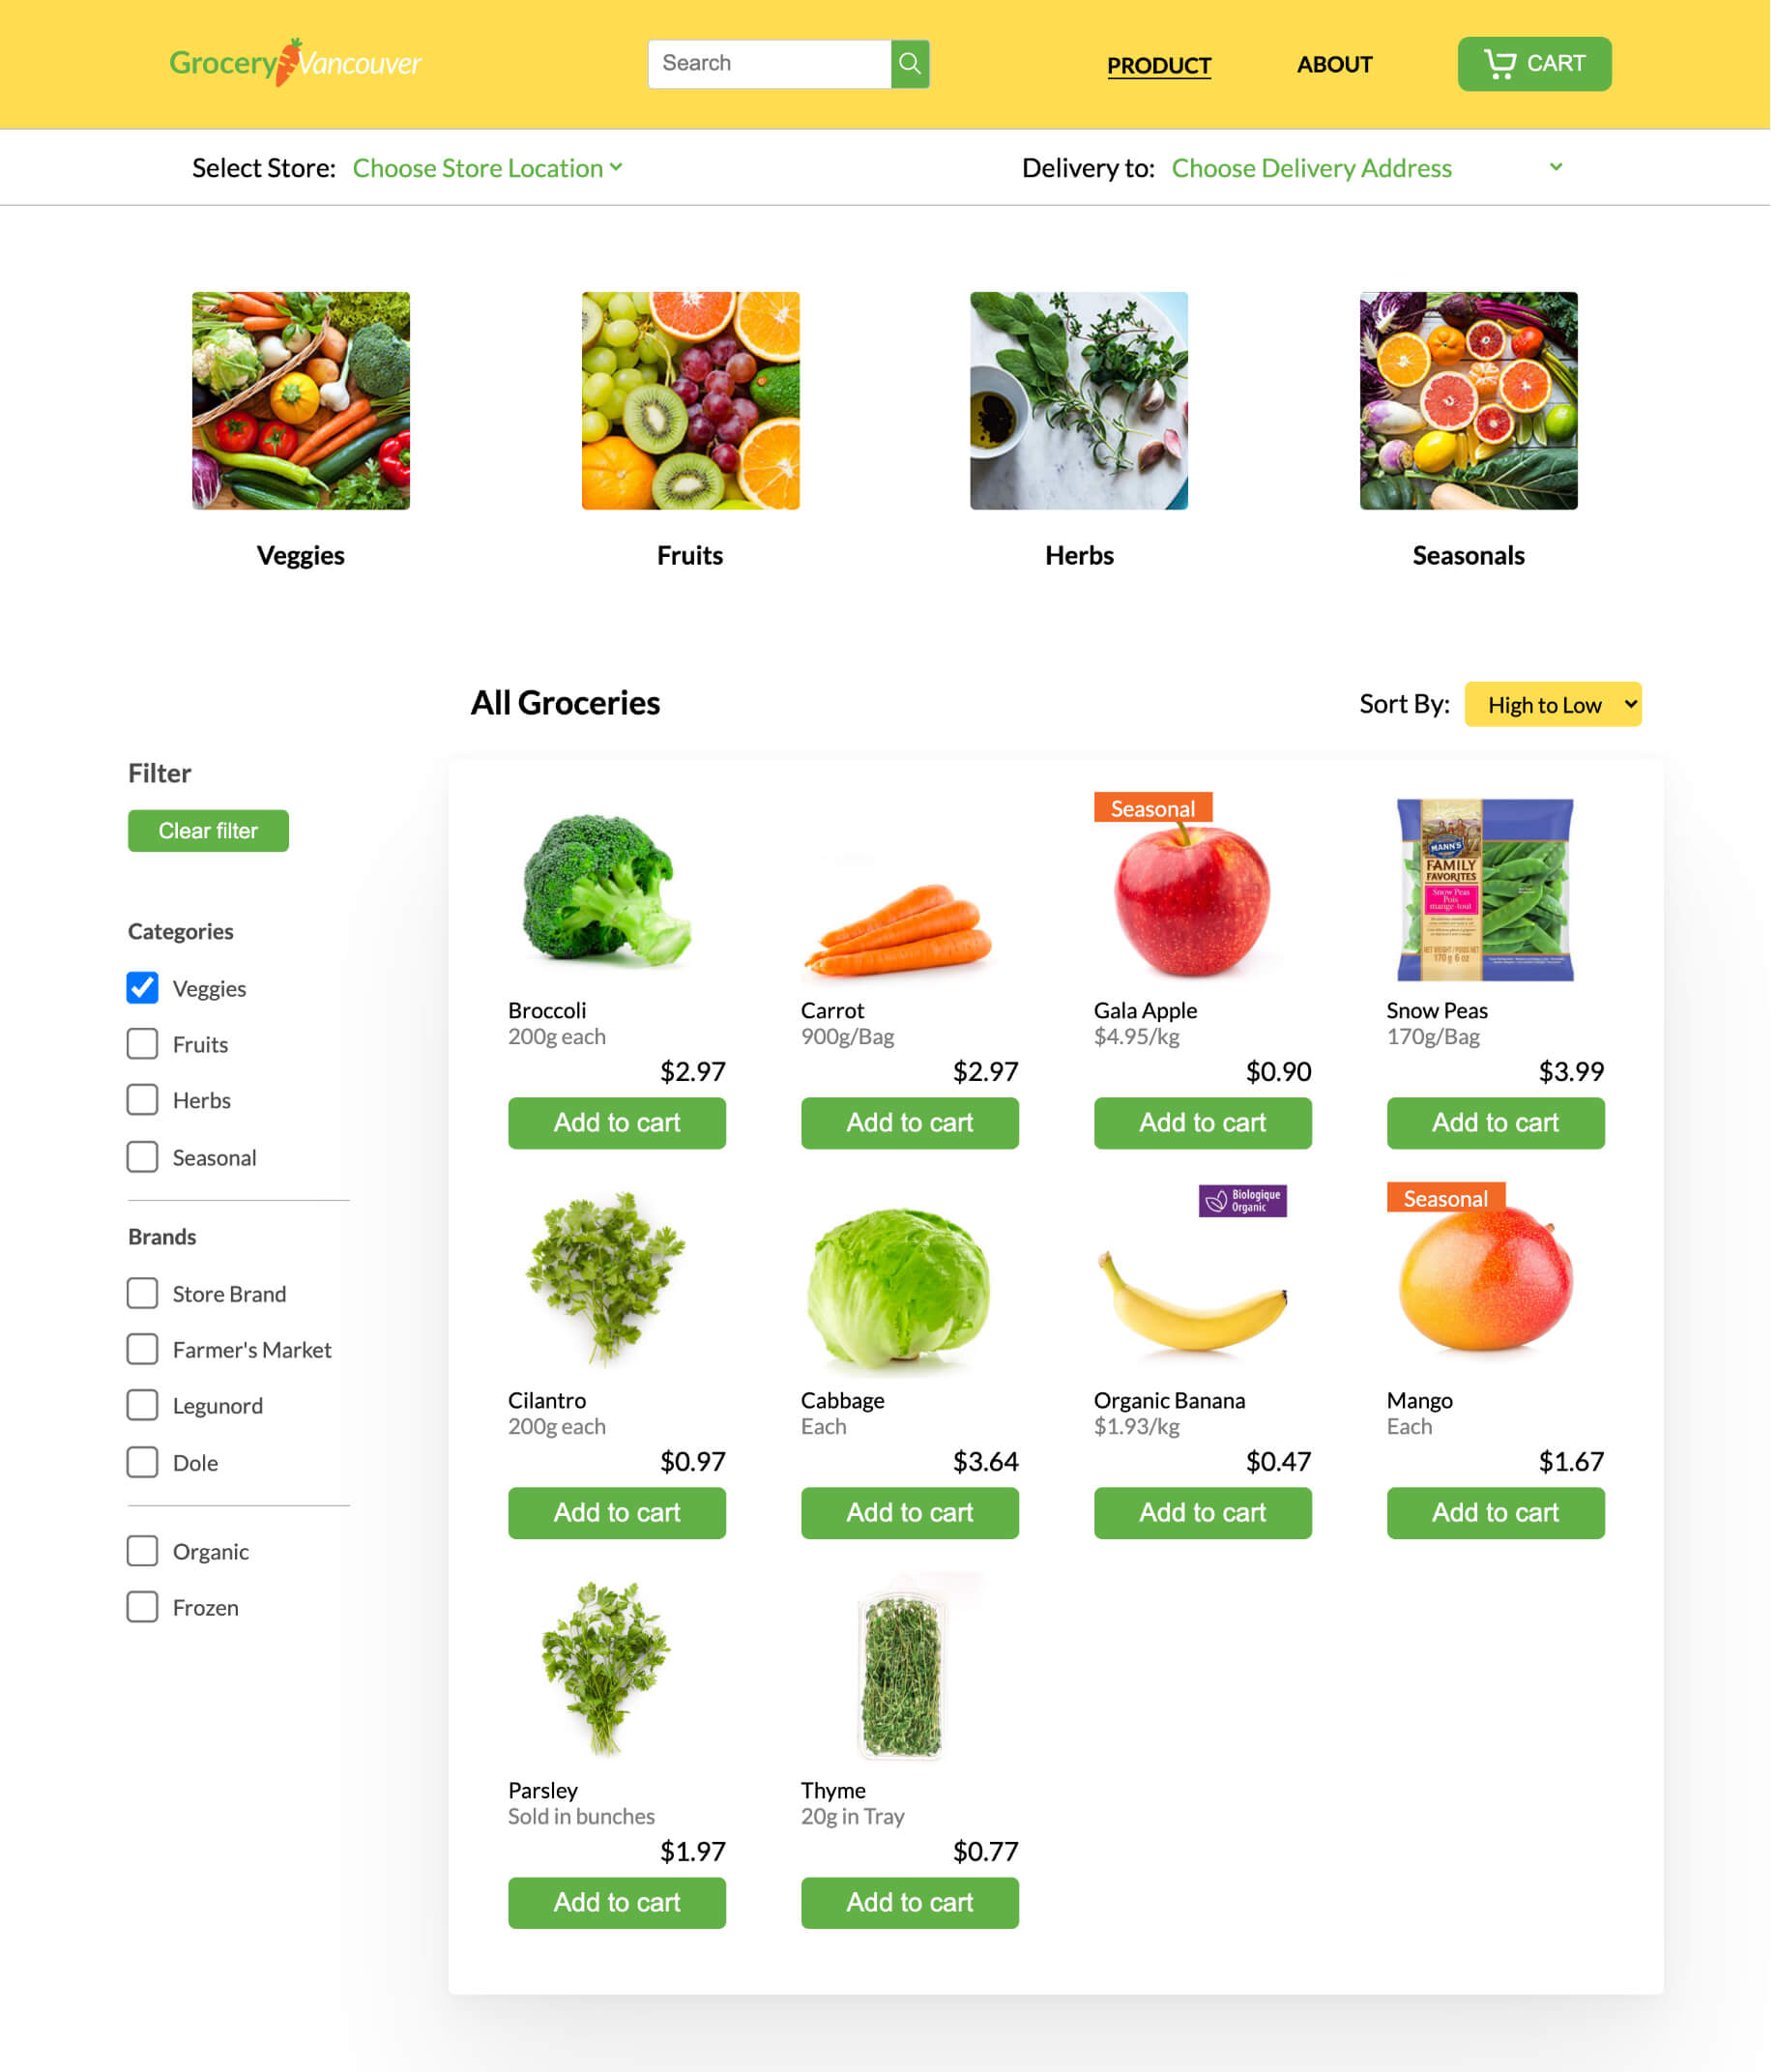 Grocery Vancouver
Search
PRODUCT
ABOUT
CART
Select Store: Choose Store Location
Delivery to: Choose Delivery Address
Veggies
Fruits
Herbs
Seasonals
All Groceries
Sort By: High to Low
Filter
Clear filter
Categories
Veggies
Fruits
Herbs
Seasonal
Brands
Store Brand
Farmer's Market
Legunord
Dole
Organic
Frozen
Broccoli
200g each
$2.97
Add to cart
Carrot
900g/Bag
$2.97
Add to cart
Seasonal
Gala Apple
$4.95/kg
$0.90
Add to cart
MANN'S
FAMILY
FAVORITES
Snow Peas
Pois
mange-tout
NET WEIGHT/POIDS NET
170 g 6 oz
Snow Peas
170g/Bag
$3.99
Add to cart
Cilantro
200g each
$0.97
Add to cart
Cabbage
Each
$3.64
Add to cart
Biologique
Organic
Organic Banana
$1.93/kg
$0.47
Add to cart
Seasonal
Mango
Each
$1.67
Add to cart
Parsley
Sold in bunches
$1.97
Add to cart
Thyme
20g in Tray
$0.77
Add to cart